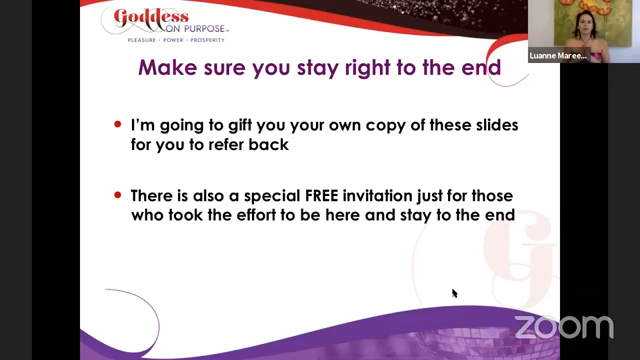 Goddess
ON PURPOSE™
PLEASURE • POWER • PROSPERITY
Luanne Maree...
Make sure you stay right to the end
• I'm going to gift you your own copy of these slides
for you to refer back
• There is also a special FREE invitation just for those
who took the effort to be here and stay to the end
zoom